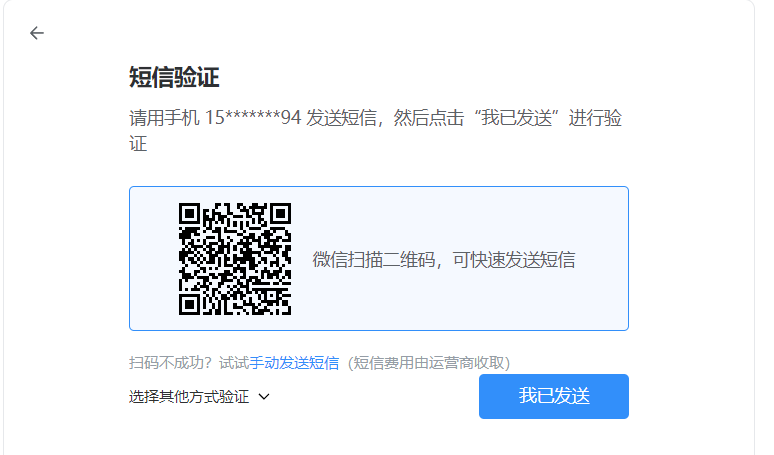 短信验证
请用手机 15*******94 发送短信，然后点击“我已发送”进行验
证
微信扫描二维码，可快速发送短信
扫码不成功？试试手动发送短信（短信费用由运营商收取）
选择其他方式验证
我已发送